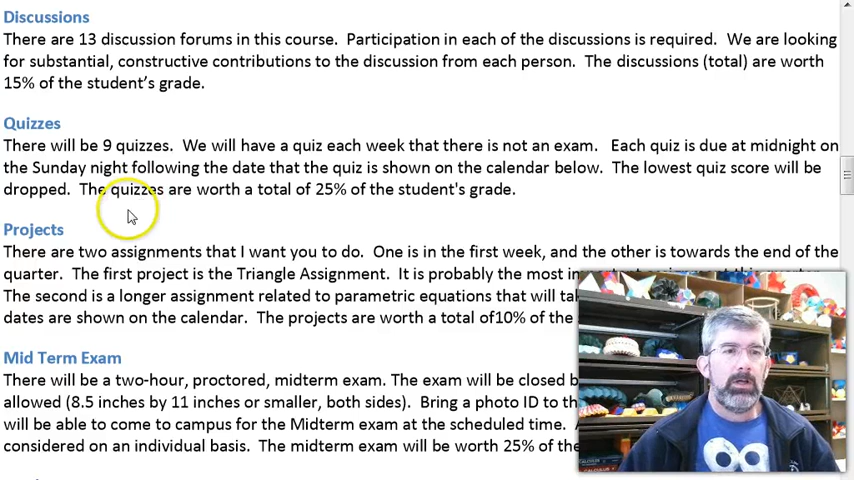 Discussions
There are 13 discussion forums in this course.  Participation in each of the discussions is required.  We are looking
for substantial, constructive contributions to the discussion from each person.  The discussions (total) are worth
15% of the student’s grade.
Quizzes
There will be 9 quizzes.  We will have a quiz each week that there is not an exam.   Each quiz is due at midnight on
the Sunday night following the date that the quiz is shown on the calendar below.  The lowest quiz score will be
dropped.  The quizzes are worth a total of 25% of the student's grade.
Projects
There are two assignments that I want you to do.  One is in the first week, and the other is towards the end of the
quarter.  The first project is the Triangle Assignment.  It is probably the most
The second is a longer assignment related to parametric equations that will
dates are shown on the calendar.  The projects are worth a total of10% of the
Mid Term Exam
There will be a two-hour, proctored, midterm exam. The exam will be closed
allowed (8.5 inches by 11 inches or smaller, both sides).  Bring a photo ID to
will be able to come to campus for the Midterm exam at the scheduled time.
considered on an individual basis.  The midterm exam will be worth 25% of